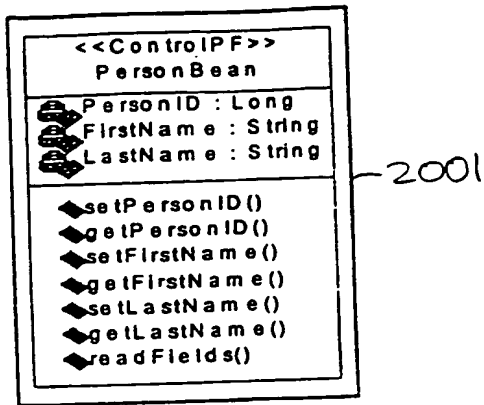 <<ControlPF>>
PersonBean
PersonID : Long
FirstName : String
LastName : String
setPersonID()
getPersonID()
setFirstName()
getFirstName()
setLastName()
getLastName()
readFields()
2001